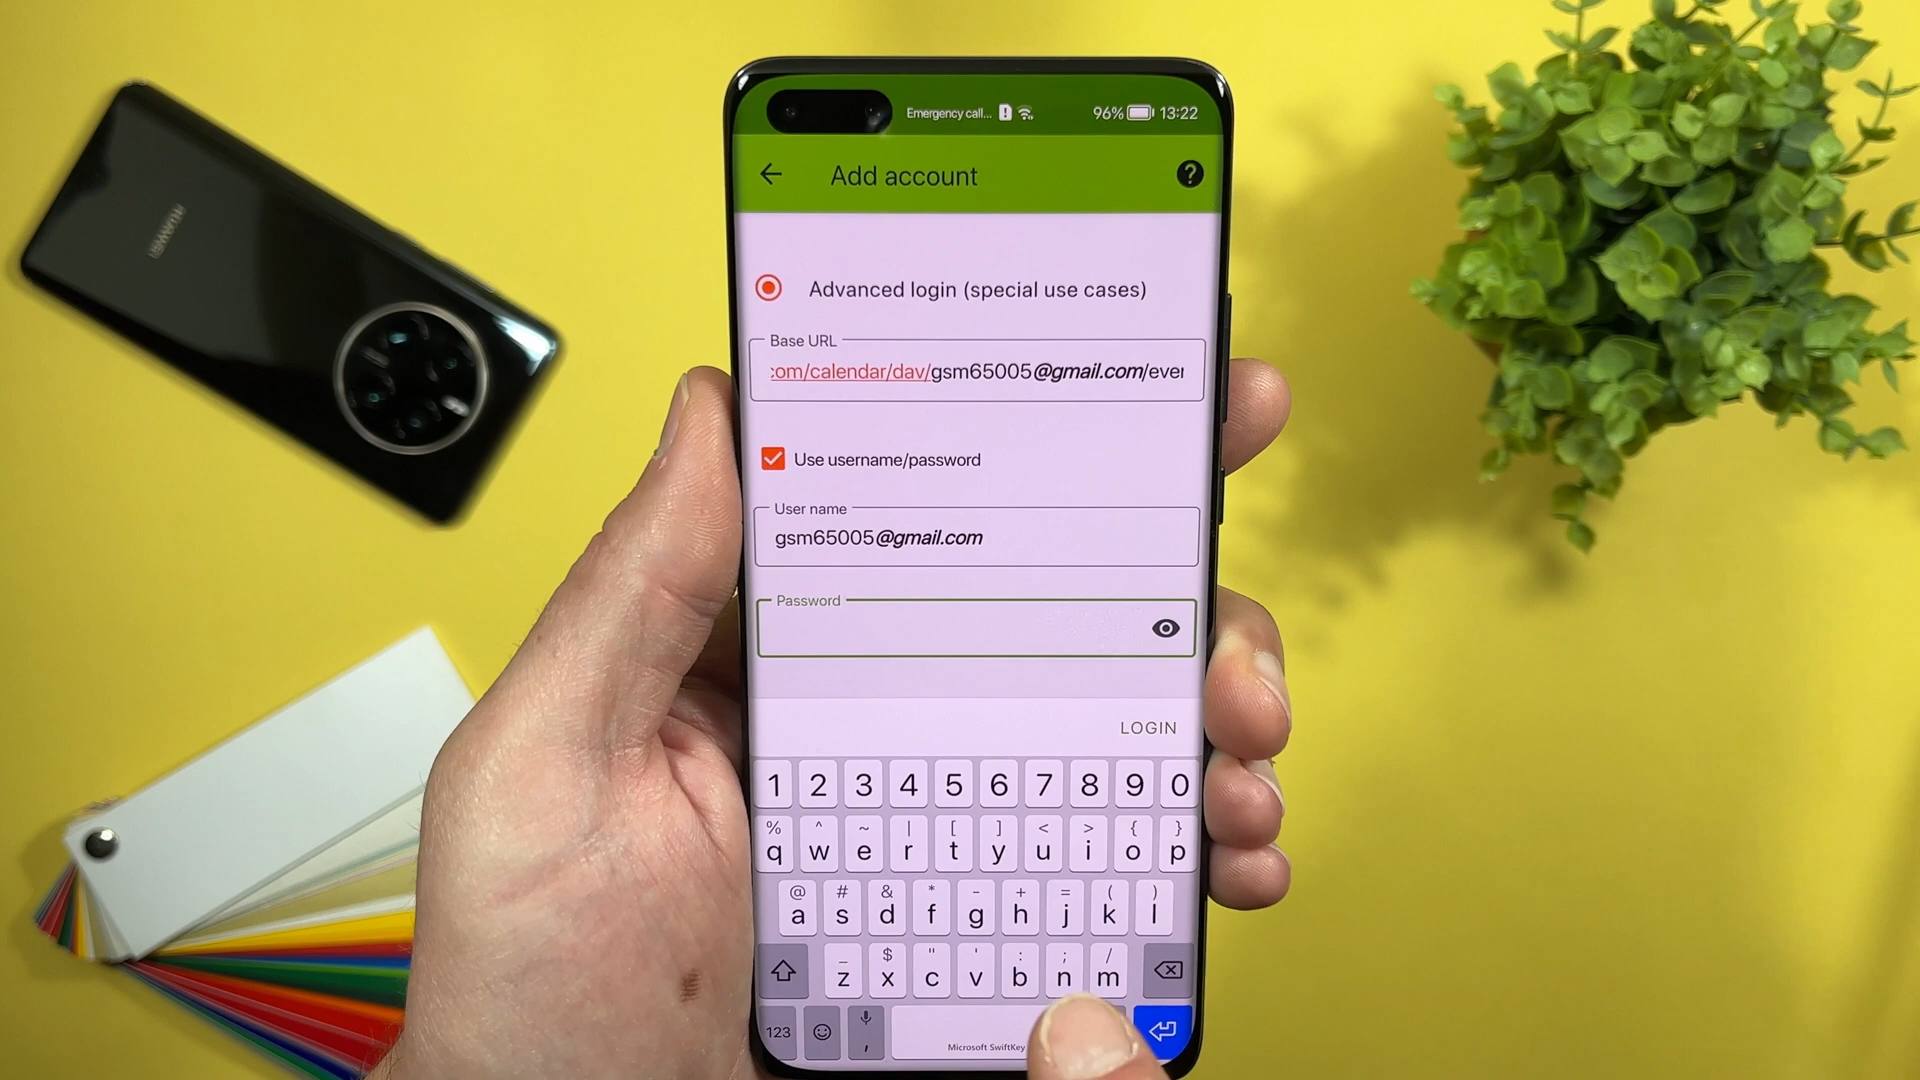 HUAWEI
Emergency call... 96% 13:22
Add account
Advanced login (special use cases)
Base URL
:om/calendar/dav/gsm65005@gmail.com/ever
Use username/password
User name
gsm65005@gmail.com
Password
LOGIN
1 2 3 4 5 6 7 8 9 0
% ^ ~ | [ ] < > { }
q w e r t y u i o p
@ # & * - + = ( )
a s d f g h j k l
_ $ " ' : ; /
z x c v b n m
123 ,
Microsoft SwiftKey